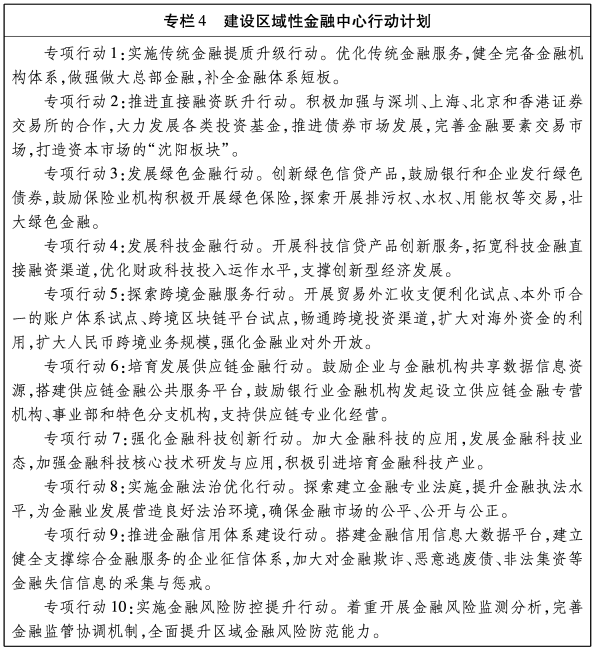 专栏4 建设区域性金融中心行动计划
专项行动1:实施传统金融提质升级行动。优化传统金融服务,健全完备金融机
构体系,做强做大总部金融,补全金融体系短板。
专项行动2:推进直接融资跃升行动。积极加强与深圳、上海、北京和香港证券
交易所的合作,大力发展各类投资基金,推进债券市场发展,完善金融要素交易市
场,打造资本市场的“沈阳板块”。
专项行动3:发展绿色金融行动。创新绿色信贷产品,鼓励银行和企业发行绿色
债券,鼓励保险业机构积极开展绿色保险,探索开展排污权、水权、用能权等交易,壮
大绿色金融。
专项行动4:发展科技金融行动。开展科技信贷产品创新服务,拓宽科技金融直
接融资渠道,优化财政科技投入运作水平,支撑创新型经济发展。
专项行动5:探索跨境金融服务行动。开展贸易外汇收支便利化试点、本外币合
一的账户体系试点、跨境区块链平台试点,畅通跨境投资渠道,扩大对海外资金的利
用,扩大人民币跨境业务规模,强化金融业对外开放。
专项行动6:培育发展供应链金融行动。鼓励企业与金融机构共享数据信息资
源,搭建供应链金融公共服务平台,鼓励银行业金融机构发起设立供应链金融专营
机构、事业部和特色分支机构,支持供应链专业化经营。
专项行动7:强化金融科技创新行动。加大金融科技的应用,发展金融科技业
态,加强金融科技核心技术研发与应用,积极引进培育金融科技产业。
专项行动8:实施金融法治优化行动。探索建立金融专业法庭,提升金融执法水
平,为金融业发展营造良好法治环境,确保金融市场的公平、公开与公正。
专项行动9:推进金融信用体系建设行动。搭建金融信用信息大数据平台,建立
健全支撑综合金融服务的企业征信体系,加大对金融欺诈、恶意逃废债、非法集资等
金融失信信息的采集与惩戒。
专项行动10:实施金融风险防控提升行动。着重开展金融风险监测分析,完善
金融监管协调机制,全面提升区域金融风险防范能力。